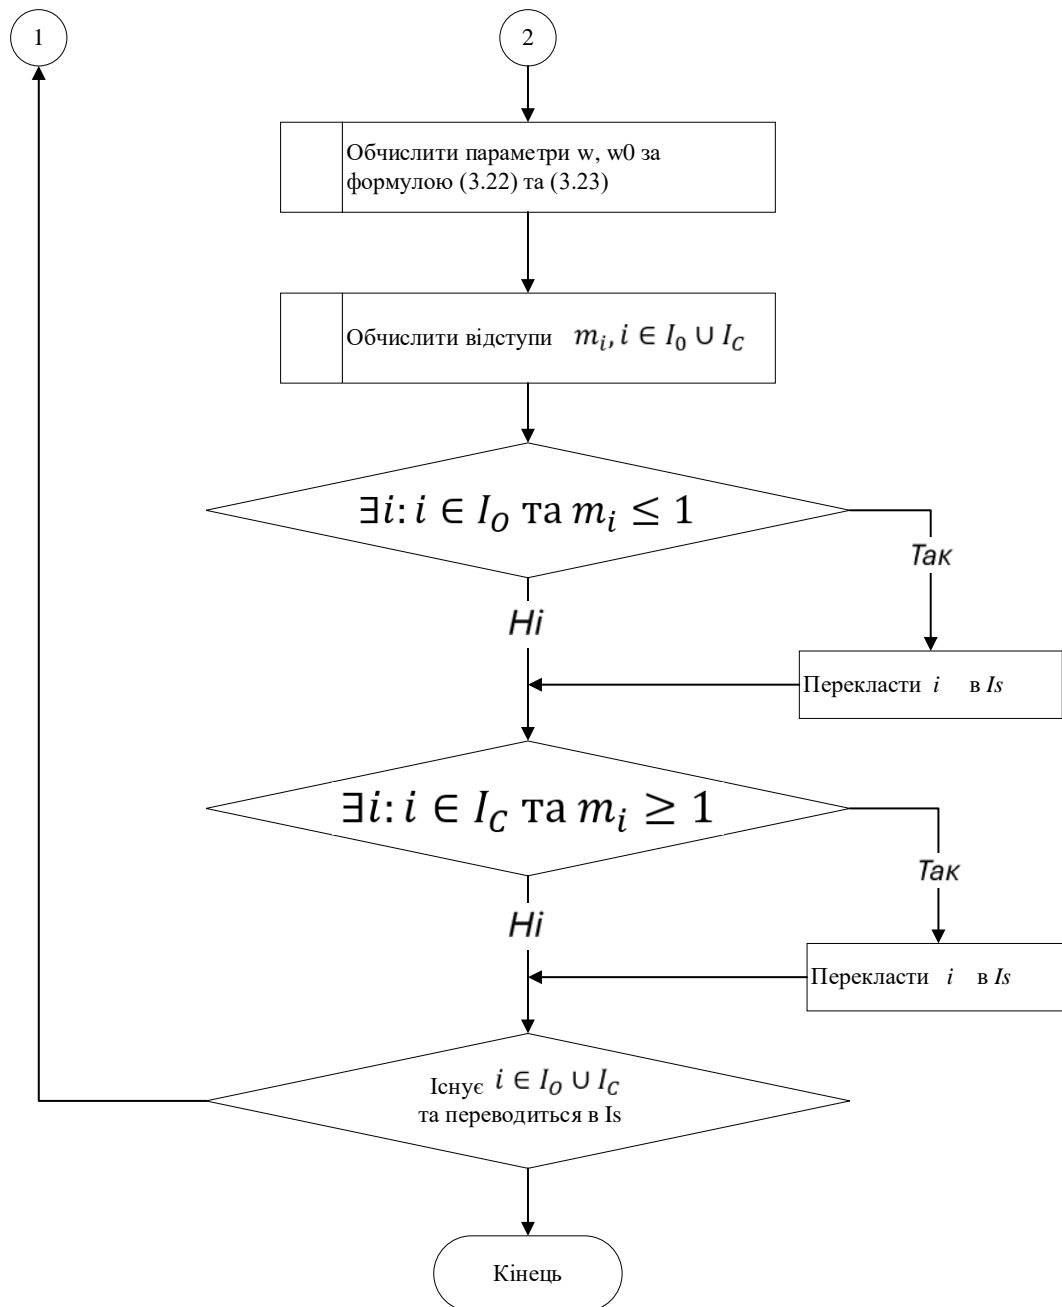 1
2
Обчислити параметри w, w0 за
формулою (3.22) та (3.23)
Обчислити відступи m_i, i ∈ I_0 ∪ I_C
∃i: i ∈ I_O та m_i ≤ 1
Так
Ні
Перекласти i в Is
∃i: i ∈ I_C та m_i ≥ 1
Так
Ні
Перекласти i в Is
Існує i ∈ I_O ∪ I_C
та переводиться в Is
Кінець